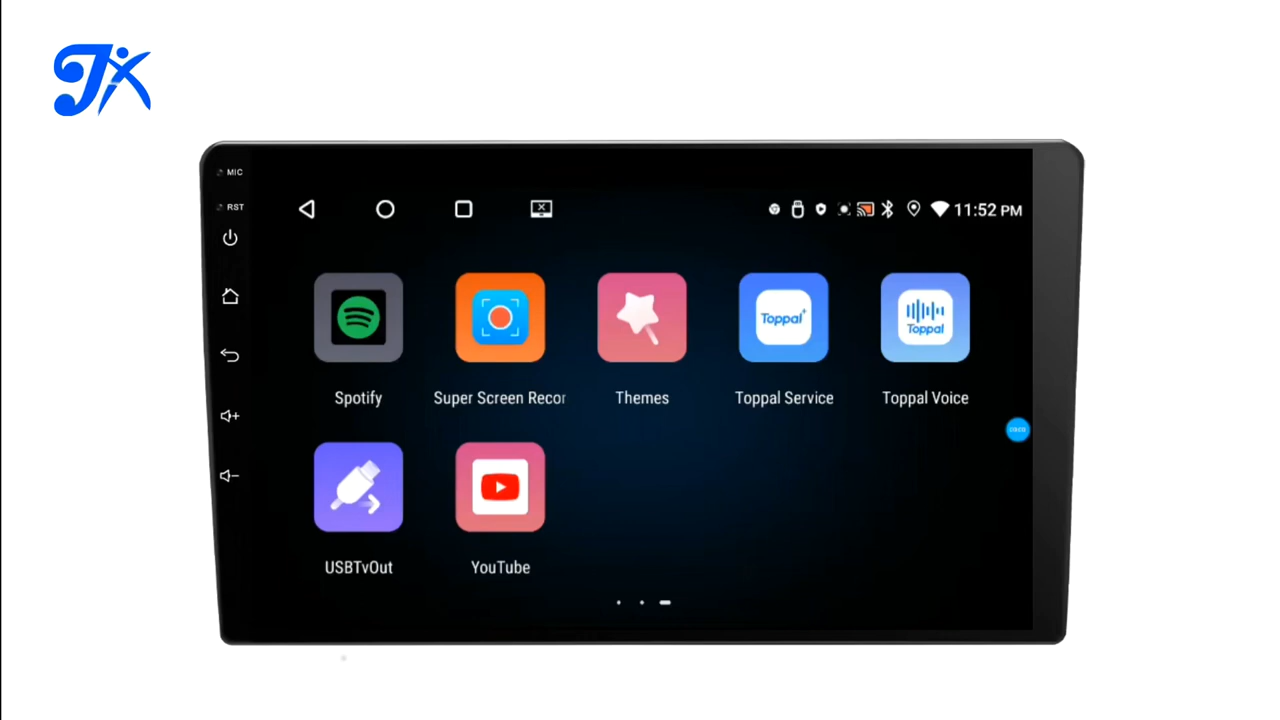 MIC
RST
11:52 PM
Toppal+
Toppal
Spotify
Super Screen Recor
Themes
Toppal Service
Toppal Voice
USBTvOut
YouTube